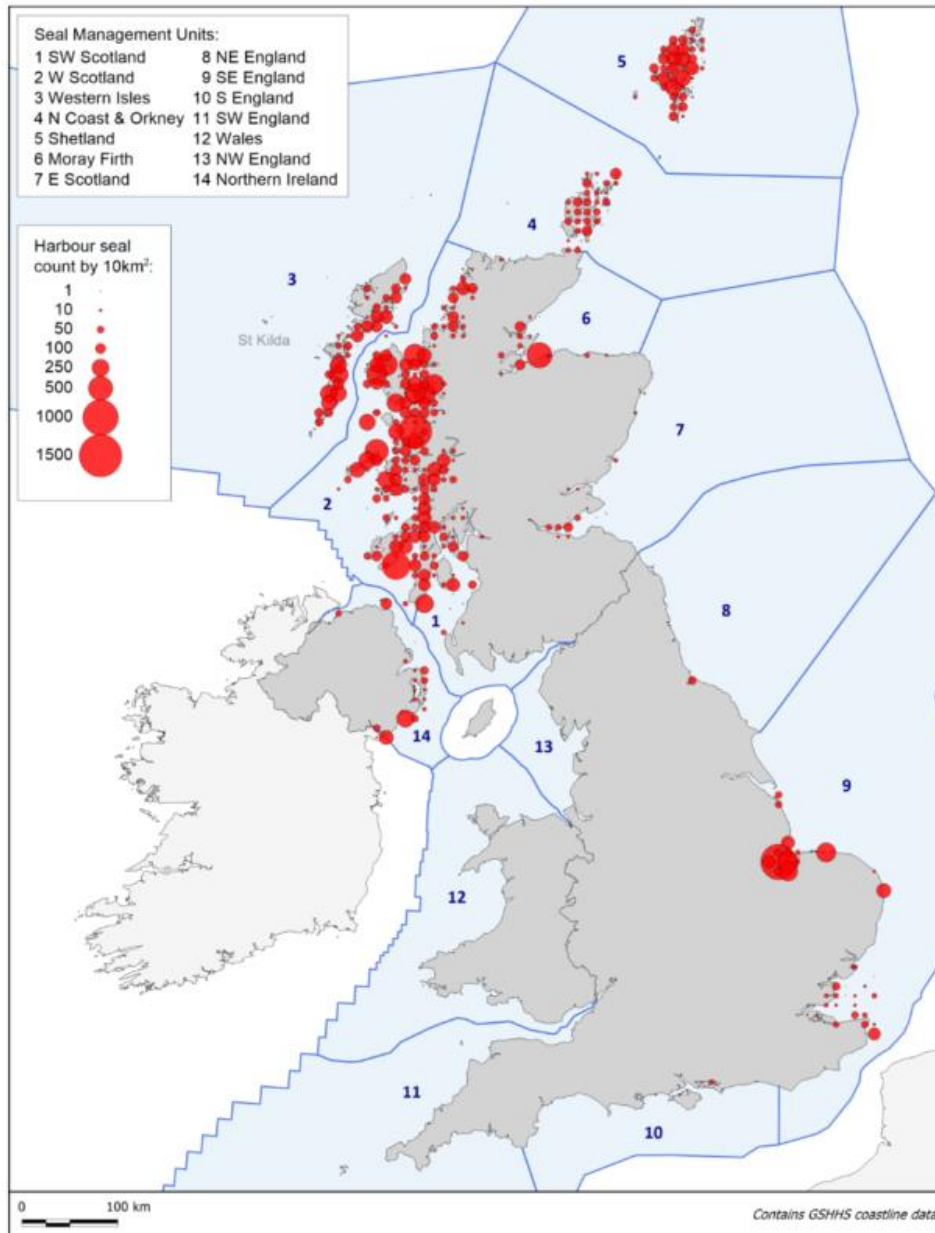 Seal Management Units:
1 SW Scotland
2 W Scotland
3 Western Isles
4 N Coast & Orkney
5 Shetland
6 Moray Firth
7 E Scotland
8 NE England
9 SE England
10 S England
11 SW England
12 Wales
13 NW England
14 Northern Ireland
Harbour seal
count by 10km²:
1
10
50
100
250
500
1000
1500
5
4
3
St Kilda
6
7
2
8
1
14
13
9
12
11
10
0 100 km
Contains GSHHS coastline data